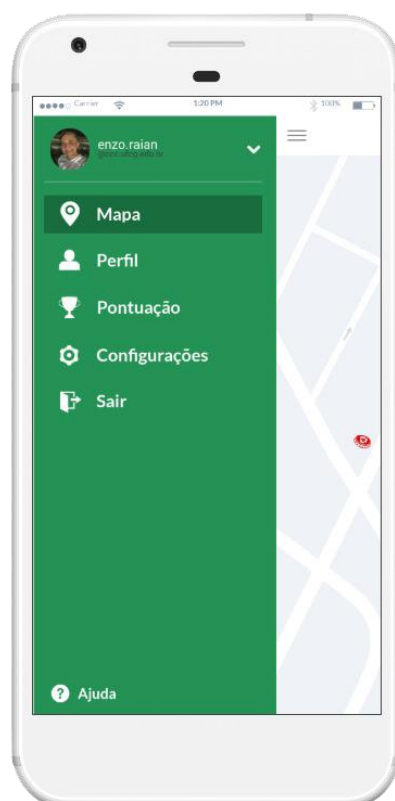 Carrier 1:20 PM 100%
enzo.raian
Mapa
Perfil
Pontuação
Configurações
Sair
Ajuda